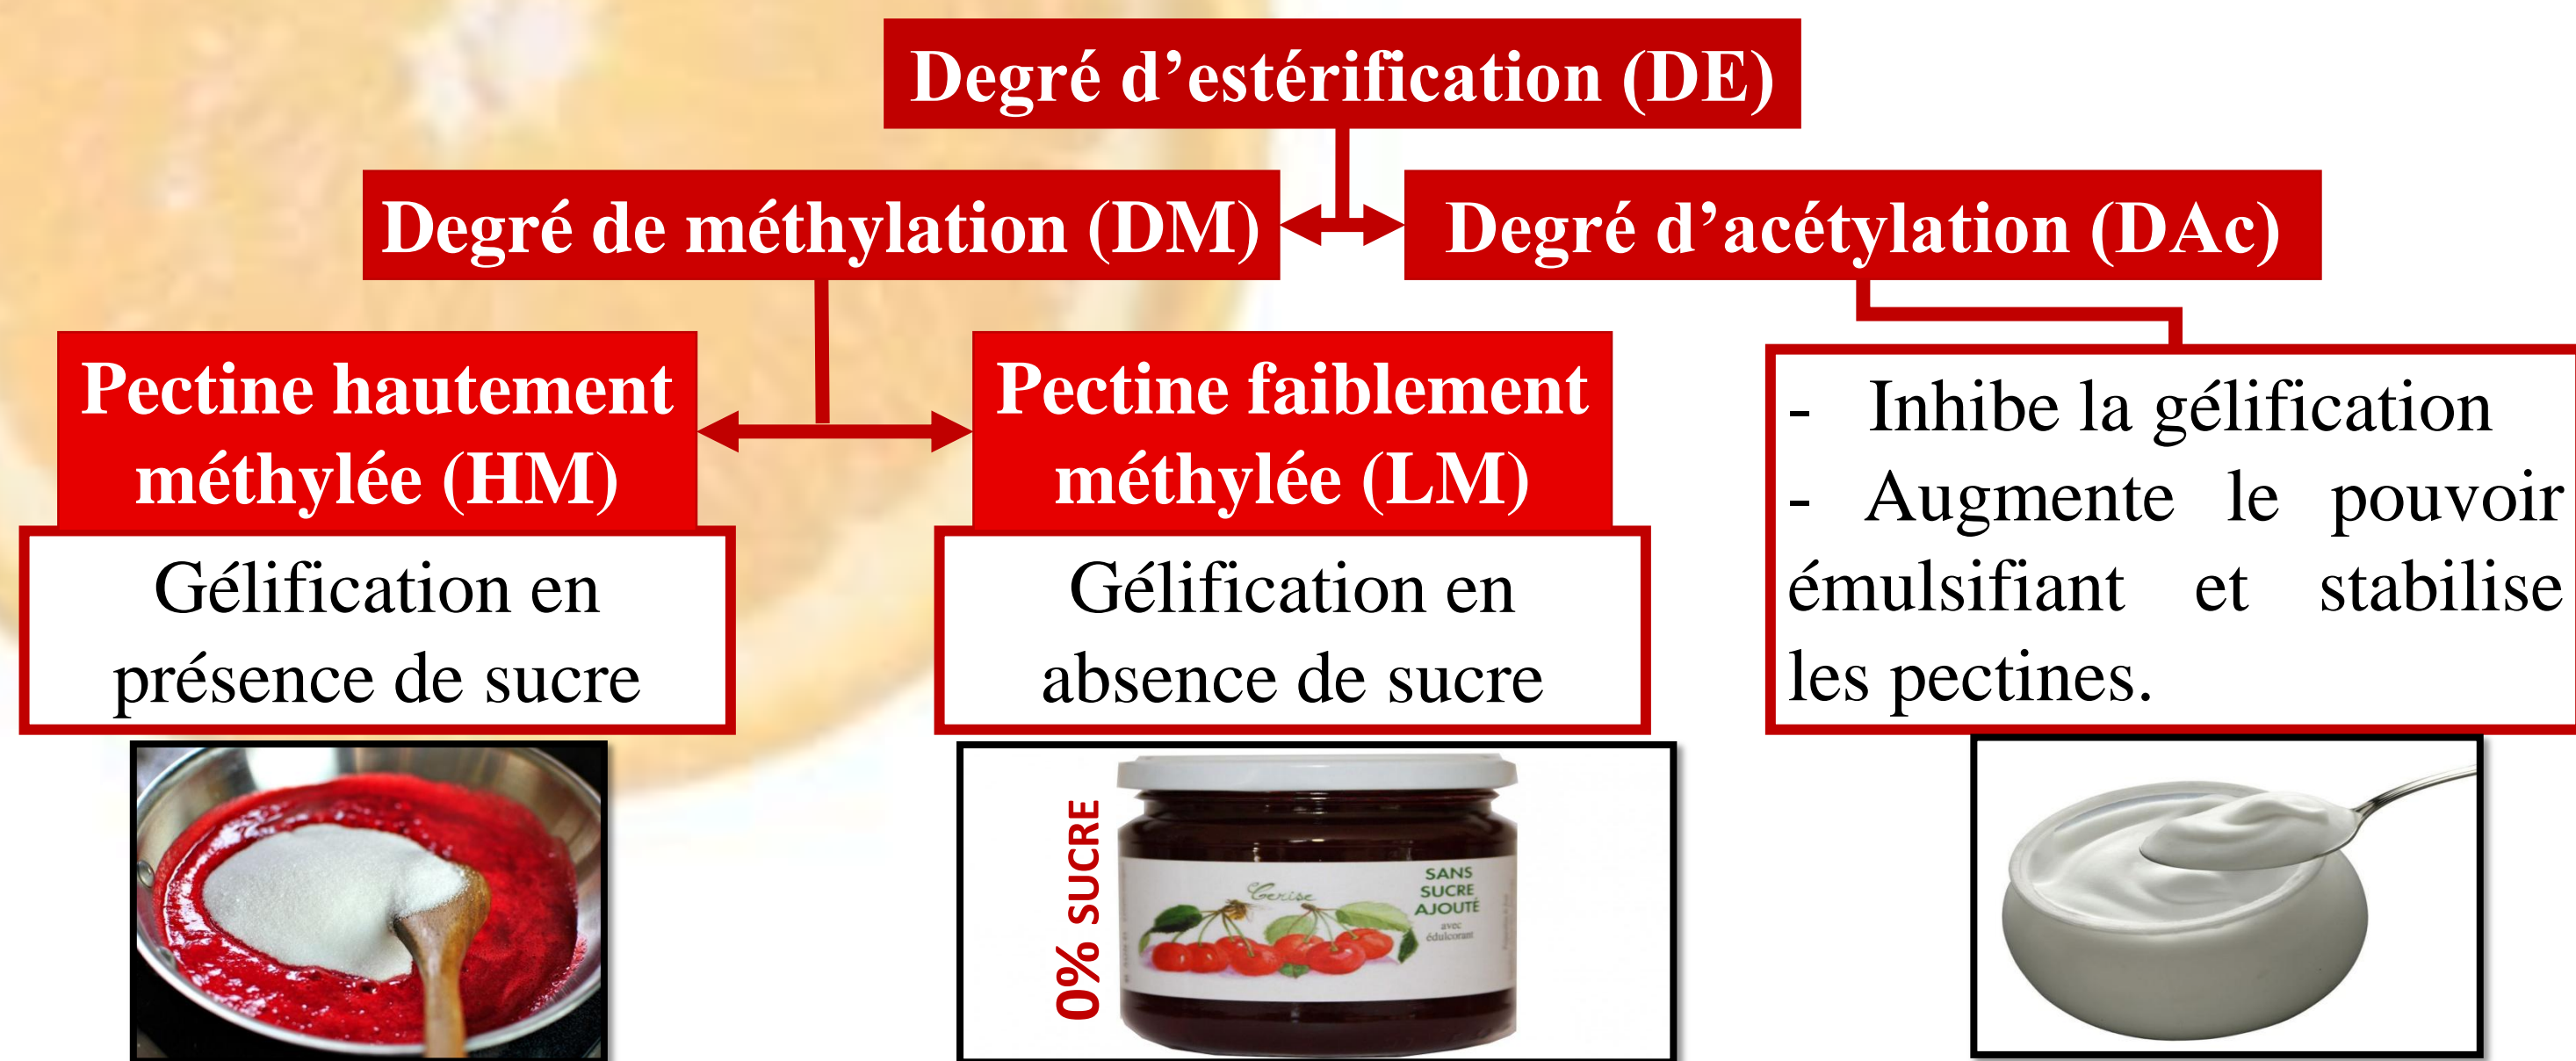 Degré d’estérification (DE)
Degré de méthylation (DM)
Degré d’acétylation (DAc)
Pectine hautement
méthylée (HM)
Pectine faiblement
méthylée (LM)
Gélification en
présence de sucre
Gélification en
absence de sucre
- Inhibe la gélification
- Augmente le pouvoir
émulsifiant et stabilise
les pectines.
0% SUCRE
Cerise
SANS
SUCRE
AJOUTÉ
avec
édulcorant